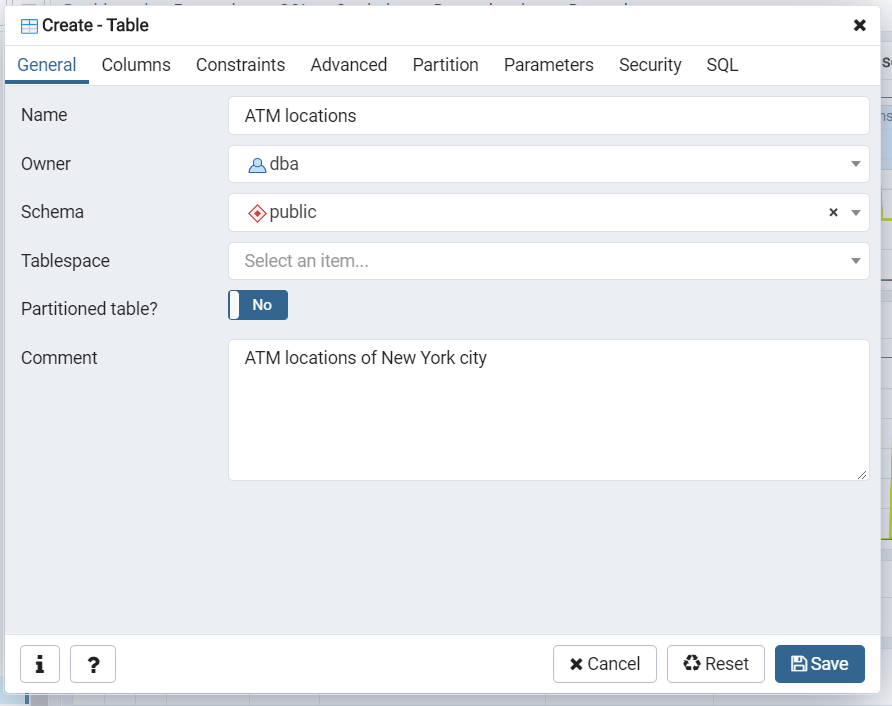 Create - Table
General Columns Constraints Advanced Partition Parameters Security SQL
Name ATM locations
Owner dba
Schema public
Tablespace Select an item...
Partitioned table? No
Comment ATM locations of New York city
Cancel Reset Save